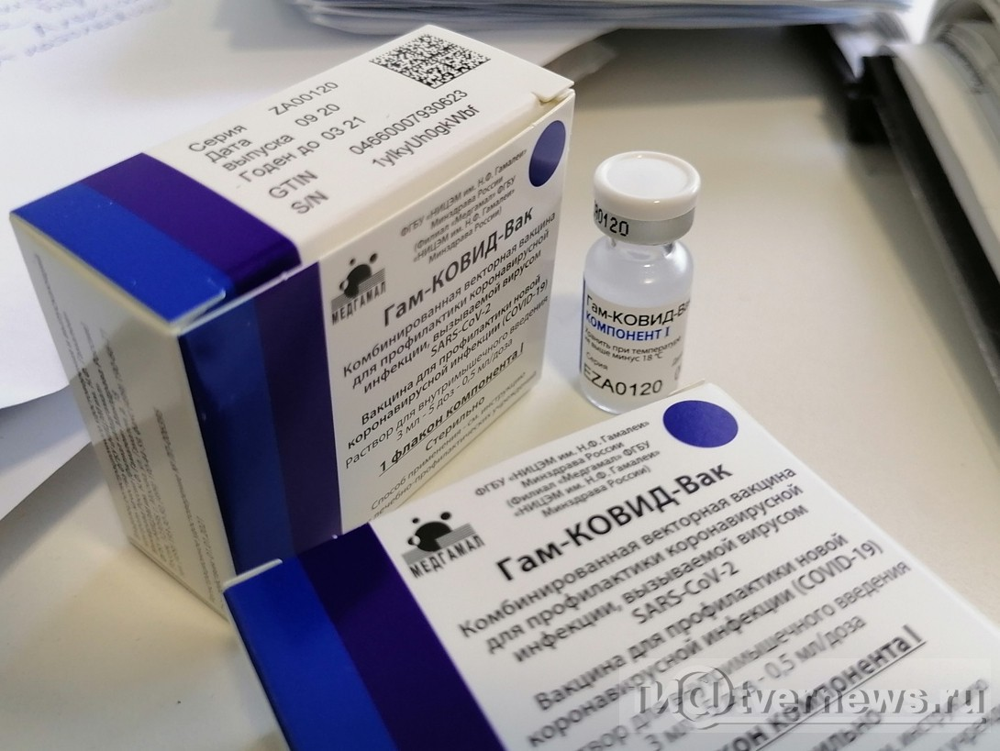 Серия ZA00120
Дата
выпуска 09 20
Годен до 03 21
GTIN 04660007930623
S/N 1ylkyUh0gkWbf
ФГБУ «НИЦЭМ им. Н.Ф. Гамалеи»
Минздрава России
(Филиал «Медгамал» ФГБУ
«НИЦЭМ им. Н.Ф. Гамалеи»
Минздрава России)
МЕДГАМАЛ
Гам-КОВИД-Вак
Комбинированная векторная вакцина
для профилактики коронавирусной
инфекции, вызываемой вирусом
SARS-CoV-2
Вакцина для профилактики новой
коронавирусной инфекции (COVID-19)
Раствор для внутримышечного введения
3 мл - 5 доз - 0,5 мл/доза
1 флакон компонента I
Стерильно
Способ применения - см. инструкцию
0120
Гам-КОВИД-Ва
КОМПОНЕНТ I
Хранить при температуре
не выше минус 18 °С
Серия
EZA0120
ФГБУ «НИЦЭМ им. Н.Ф. Гамалеи»
Минздрава России
(Филиал «Медгамал» ФГБУ
«НИЦЭМ им. Н.Ф. Гамалеи»
Минздрава России)
МЕДГАМАЛ
Гам-КОВИД-Вак
Комбинированная векторная вакцина
для профилактики коронавирусной
инфекции, вызываемой вирусом
SARS-CoV-2
Вакцина для профилактики новой
коронавирусной инфекции (COVID-19)
створ для внутримышечного введения
3 мл - 5 доз - 0,5 мл/доза
кон компонента I
tvernews.ru